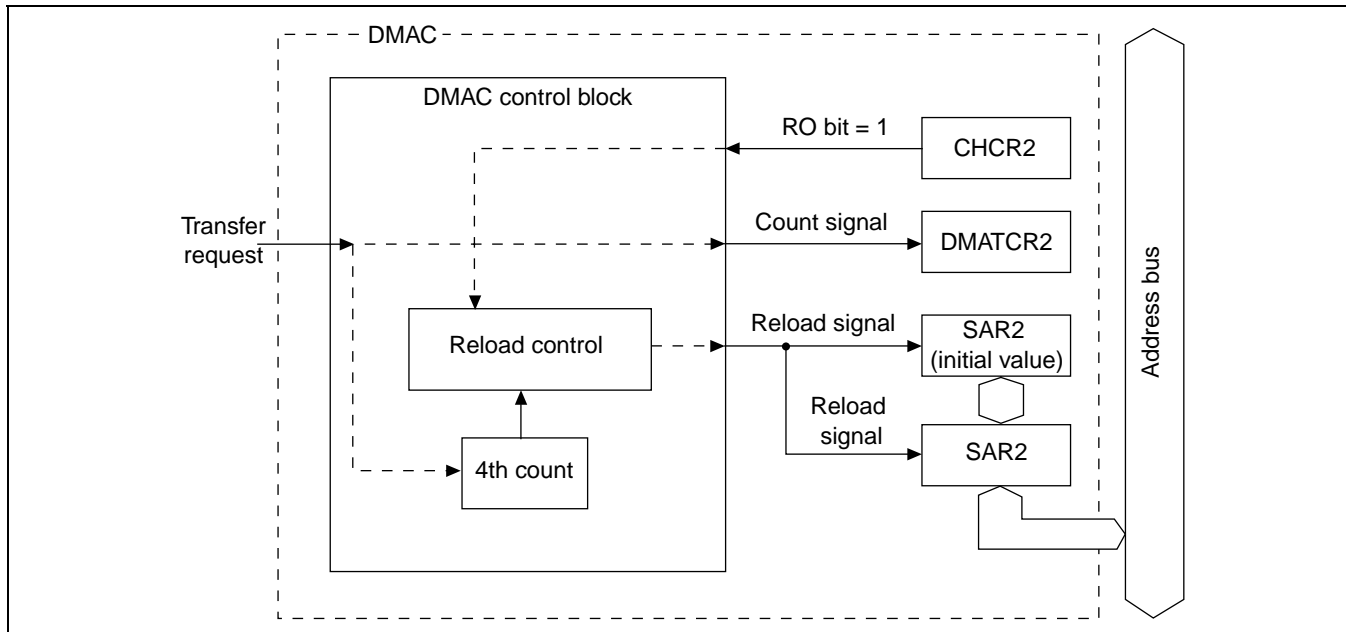 DMAC
DMAC control block
RO bit = 1
CHCR2
Transfer
request
Count signal
DMATCR2
Reload control
Reload signal
SAR2
(initial value)
Reload
signal
SAR2
4th count
Address bus